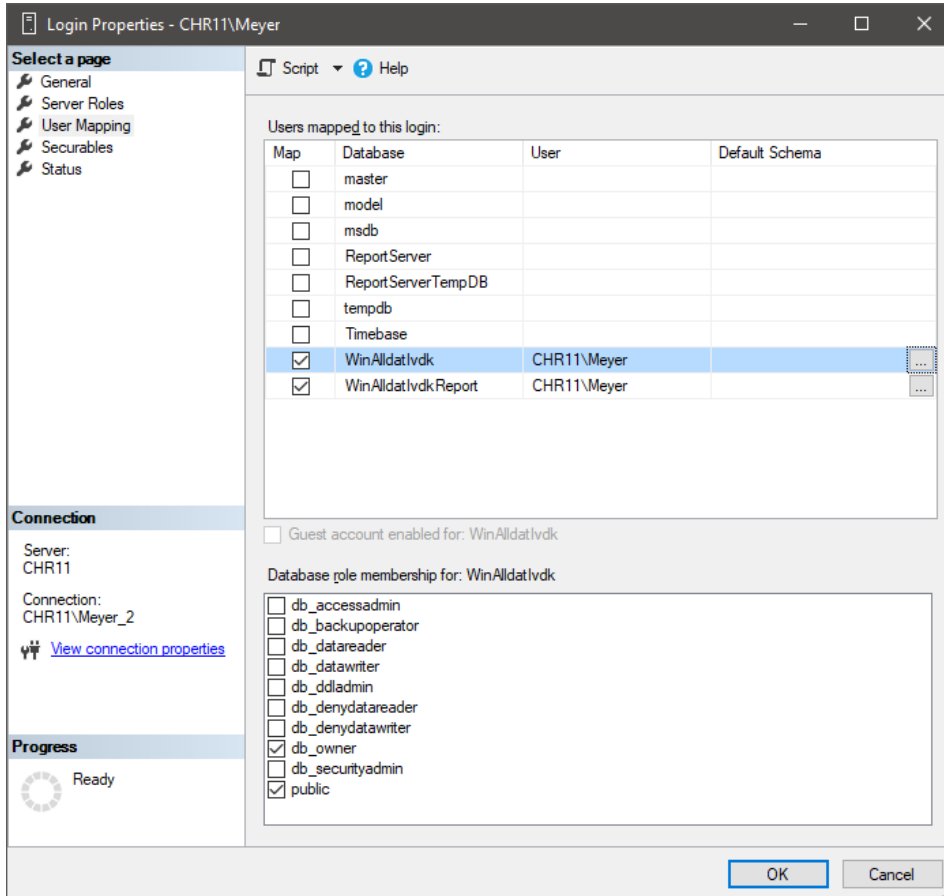 Login Properties - CHR11\Meyer
Select a page
General
Server Roles
User Mapping
Securables
Status
Script
Help
Users mapped to this login:
Map Database User Default Schema
master
model
msdb
ReportServer
ReportServerTempDB
tempdb
Timebase
WinAlldatIvdk CHR11\Meyer ...
WinAlldatIvdkReport CHR11\Meyer ...
Guest account enabled for: WinAlldatIvdk
Database role membership for: WinAlldatIvdk
db_accessadmin
db_backupoperator
db_datareader
db_datawriter
db_ddladmin
db_denydatareader
db_denydatawriter
db_owner
db_securityadmin
public
Connection
Server:
CHR11
Connection:
CHR11\Meyer_2
View connection properties
Progress
Ready
OK Cancel